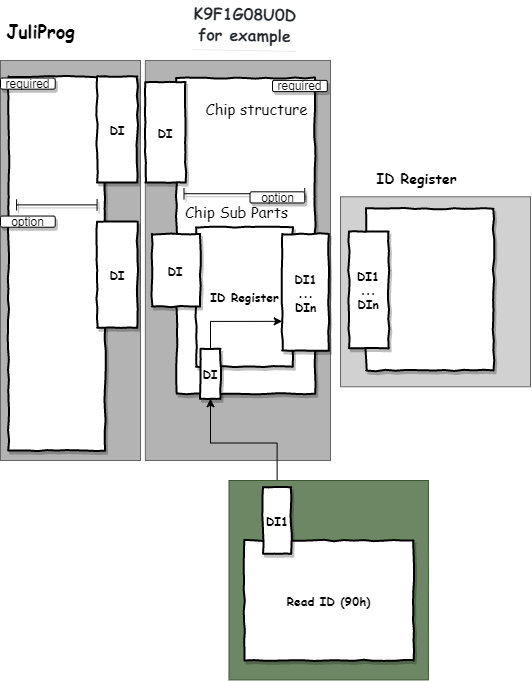 JuliProg
K9F1G08U0D
for example
required
DI
option
DI
required
DI
Chip structure
option
Chip Sub Parts
DI
ID Register
DI1
...
DIn
DI
ID Register
DI1
...
DIn
DI1
Read ID (90h)